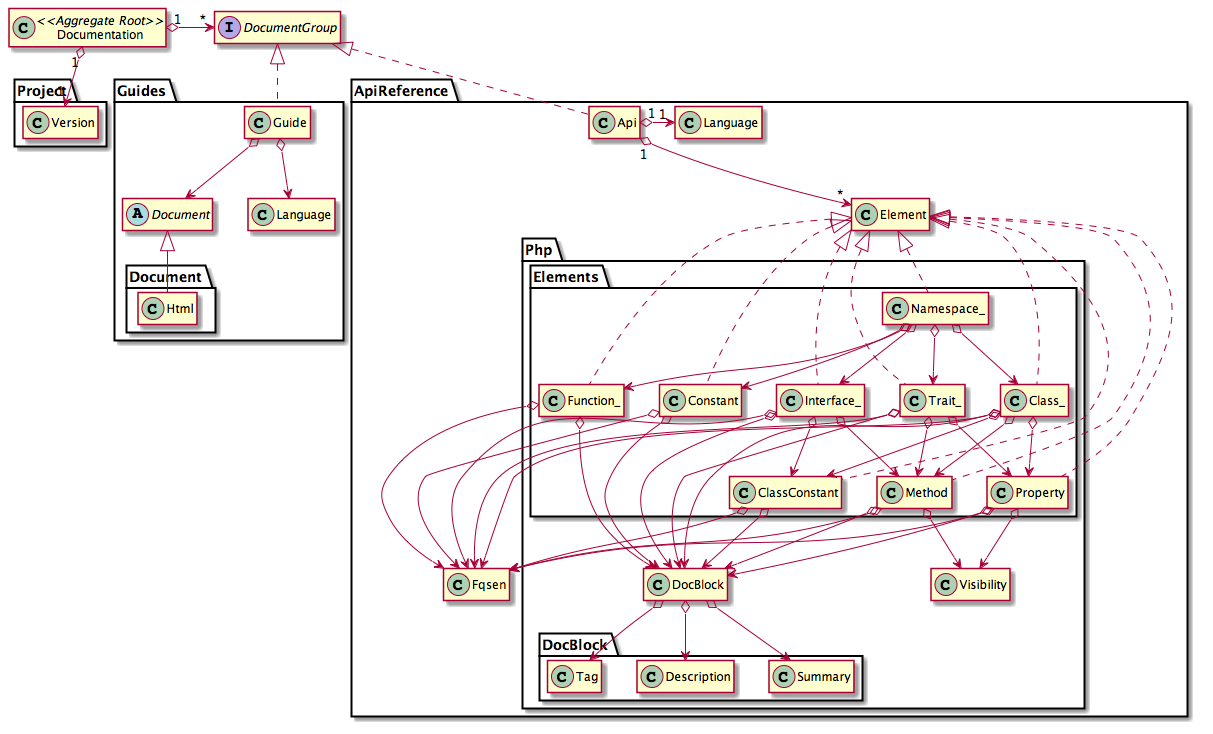 C <<Aggregate Root>>
Documentation
1
*
I DocumentGroup
1
1
Project
C Version
Guides
C Guide
A Document
C Language
Document
C Html
ApiReference
C Api
1
1
C Language
1
*
C Element
Php
Elements
C Namespace_
C Function_
C Constant
C Interface_
C Trait_
C Class_
C ClassConstant
C Method
C Property
C Fqsen
C DocBlock
C Visibility
DocBlock
C Tag
C Description
C Summary